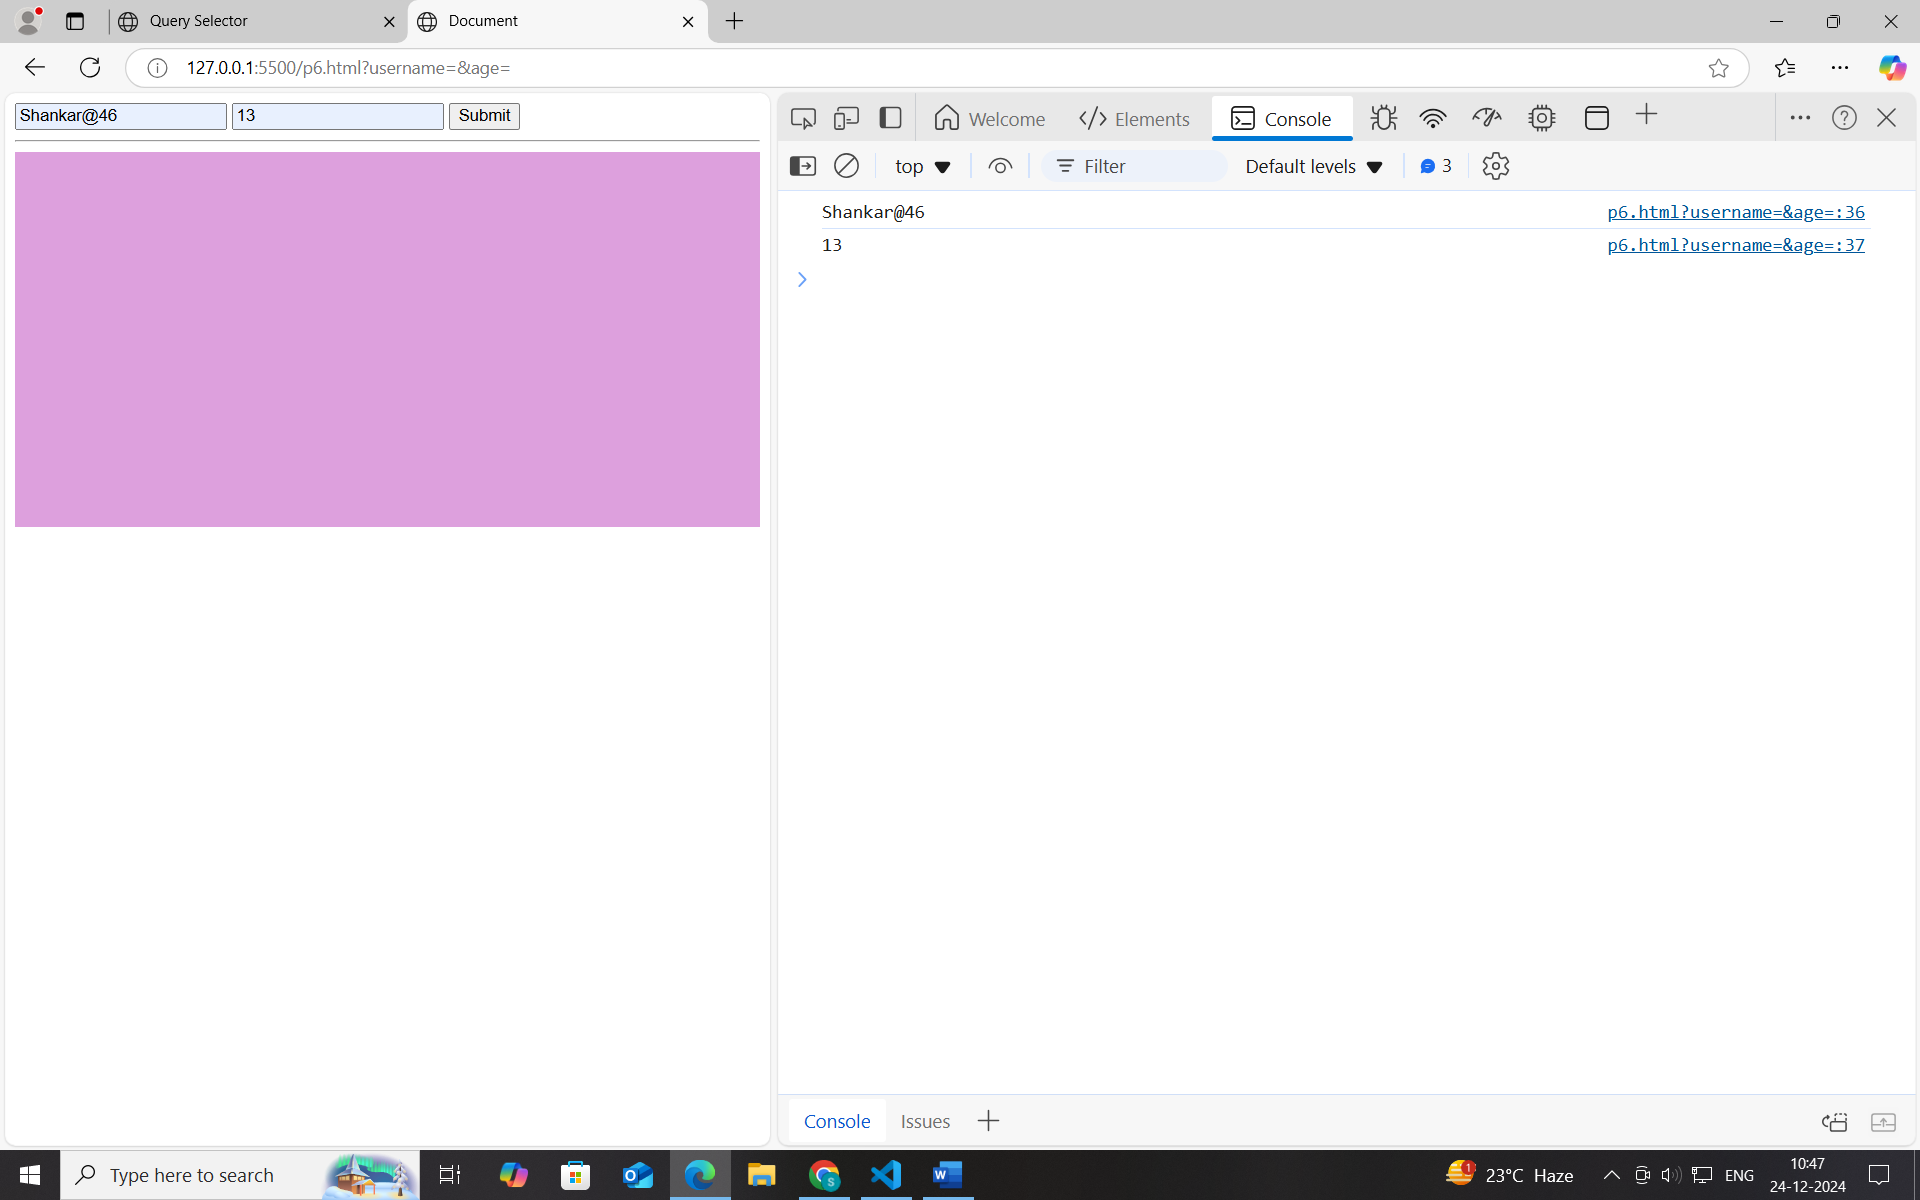 Query Selector
Document
127.0.0.1:5500/p6.html?username=&age=
Shankar@46 13 Submit
Welcome Elements Console
top Filter Default levels 3
Shankar@46 p6.html?username=&age=:36
13 p6.html?username=&age=:37
Console Issues
Type here to search
1
23°C Haze
ENG
10:47
24-12-2024